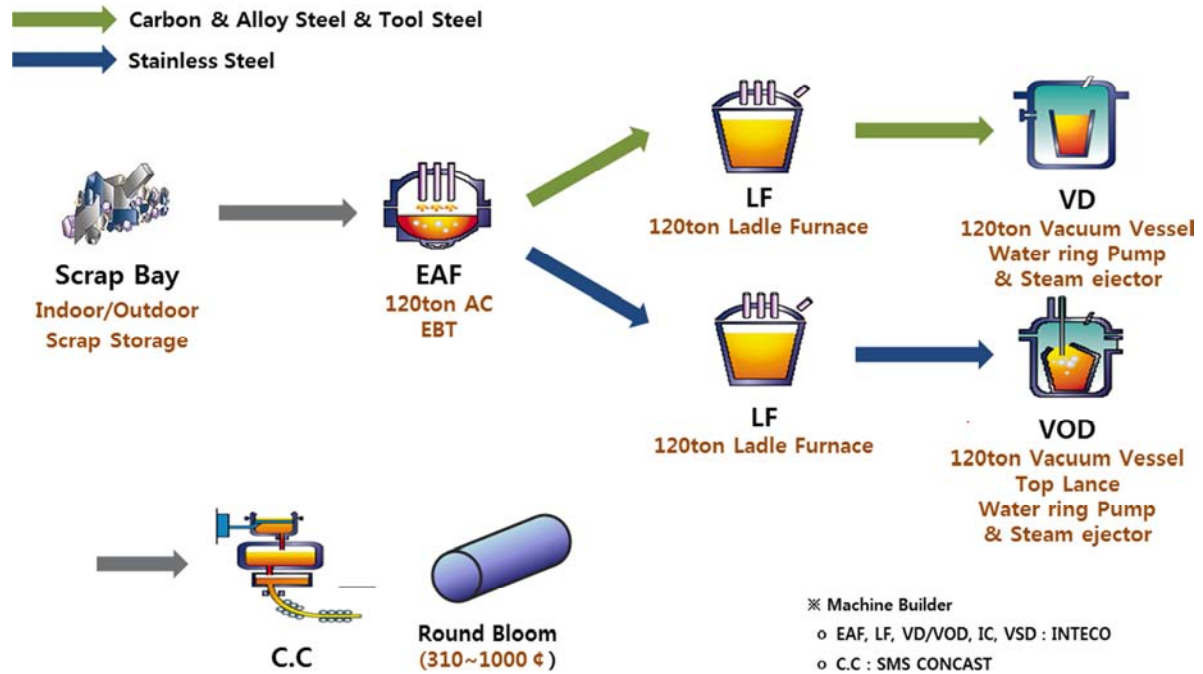 Carbon & Alloy Steel & Tool Steel
Stainless Steel
Scrap Bay
Indoor/Outdoor
Scrap Storage
EAF
120ton AC
EBT
LF
120ton Ladle Furnace
VD
120ton Vacuum Vessel
Water ring Pump
& Steam ejector
LF
120ton Ladle Furnace
VOD
120ton Vacuum Vessel
Top Lance
Water ring Pump
& Steam ejector
C.C
Round Bloom
(310~1000 ¢)
※ Machine Builder
o EAF, LF, VD/VOD, IC, VSD : INTECO
o C.C : SMS CONCAST